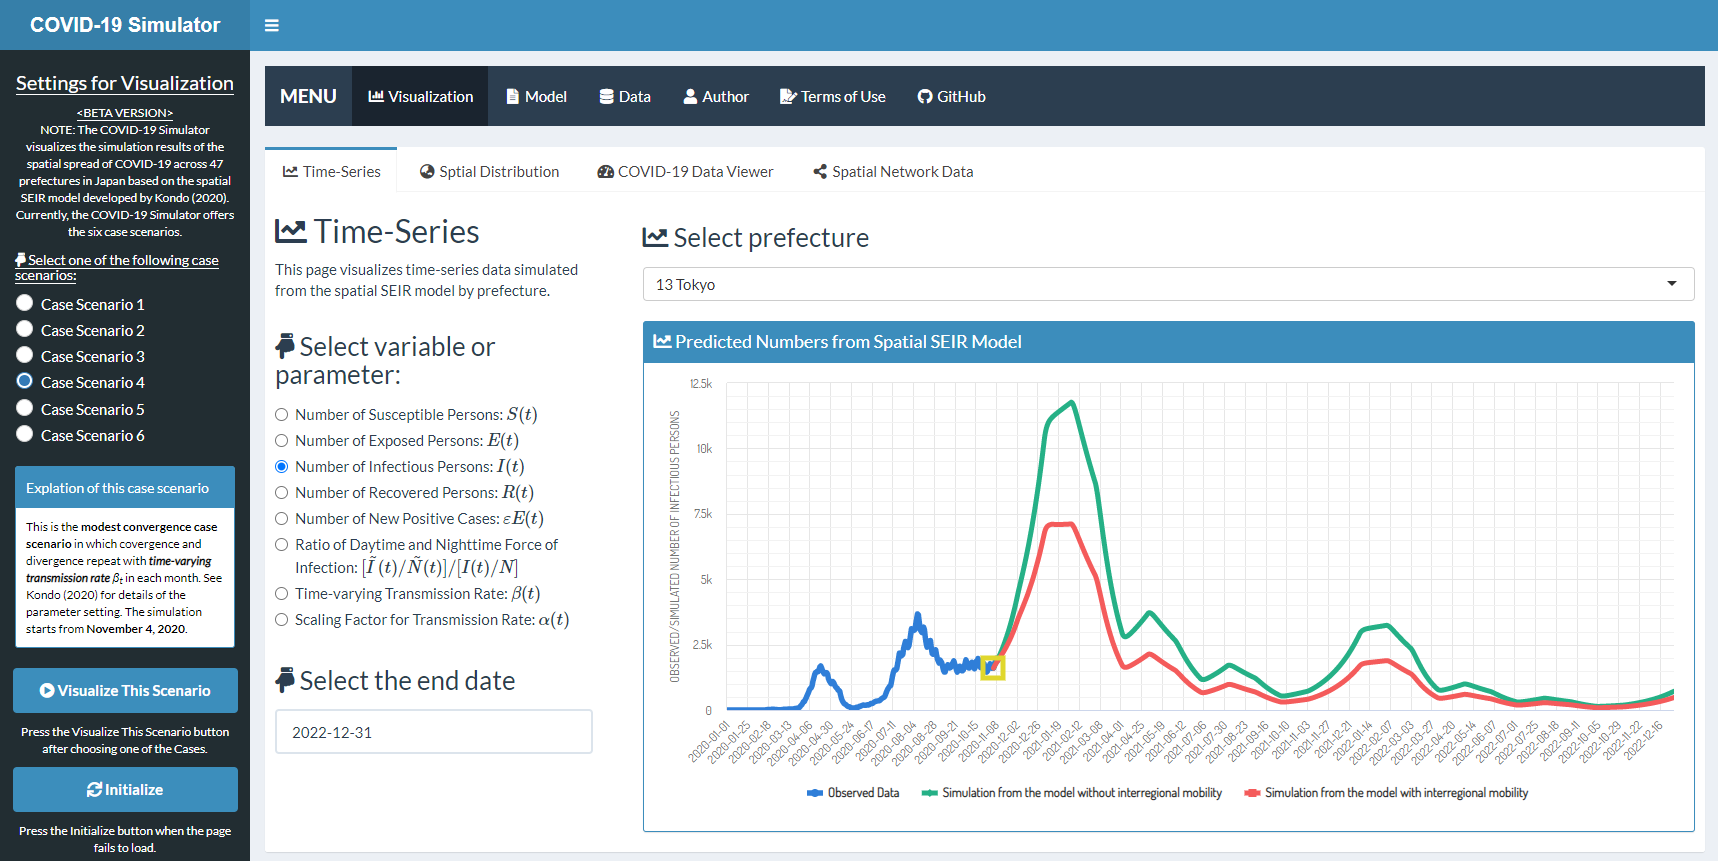 COVID-19 Simulator
Settings for Visualization
<BETA VERSION>
NOTE: The COVID-19 Simulator
visualizes the simulation results of the
spatial spread of COVID-19 across 47
prefectures in Japan based on the spatial
SEIR model developed by Kondo (2020).
Currently, the COVID-19 Simulator offers
the six case scenarios.
Select one of the following case
scenarios:
Case Scenario 1
Case Scenario 2
Case Scenario 3
Case Scenario 4
Case Scenario 5
Case Scenario 6
Explation of this case scenario
This is the modest convergence case
scenario in which covergence and
divergence repeat with time-varying
transmission rate βt in each month. See
Kondo (2020) for details of the
parameter setting. The simulation
starts from November 4, 2020.
Visualize This Scenario
Press the Visualize This Scenario button
after choosing one of the Cases.
Initialize
Press the Initialize button when the page
fails to load.
MENU Visualization Model Data Author Terms of Use GitHub
Time-Series Sptial Distribution COVID-19 Data Viewer Spatial Network Data
Time-Series
This page visualizes time-series data simulated
from the spatial SEIR model by prefecture.
Select variable or
parameter:
Number of Susceptible Persons: S(t)
Number of Exposed Persons: E(t)
Number of Infectious Persons: I(t)
Number of Recovered Persons: R(t)
Number of New Positive Cases: εE(t)
Ratio of Daytime and Nighttime Force of
Infection: [Ĩ(t)/Ñ(t)]/[I(t)/N]
Time-varying Transmission Rate: β(t)
Scaling Factor for Transmission Rate: α(t)
Select the end date
2022-12-31
Select prefecture
13 Tokyo
Predicted Numbers from Spatial SEIR Model
OBSERVED/SIMULATED NUMBER OF INFECTIOUS PERSONS
12.5k
10k
7.5k
5k
2.5k
0
2020-01-01
2020-01-25
2020-02-18
2020-03-13
2020-04-06
2020-04-30
2020-05-24
2020-06-17
2020-07-11
2020-08-04
2020-08-28
2020-09-21
2020-10-15
2020-11-08
2020-12-02
2020-12-26
2021-01-19
2021-02-12
2021-03-08
2021-04-01
2021-04-25
2021-05-19
2021-06-12
2021-07-06
2021-07-30
2021-08-23
2021-09-16
2021-10-10
2021-11-03
2021-11-27
2021-12-21
2022-01-14
2022-02-07
2022-03-03
2022-03-27
2022-04-20
2022-05-14
2022-06-07
2022-07-01
2022-07-25
2022-08-18
2022-09-11
2022-10-05
2022-10-29
2022-11-22
2022-12-16
Observed Data Simulation from the model without interregional mobility Simulation from the model with interregional mobility